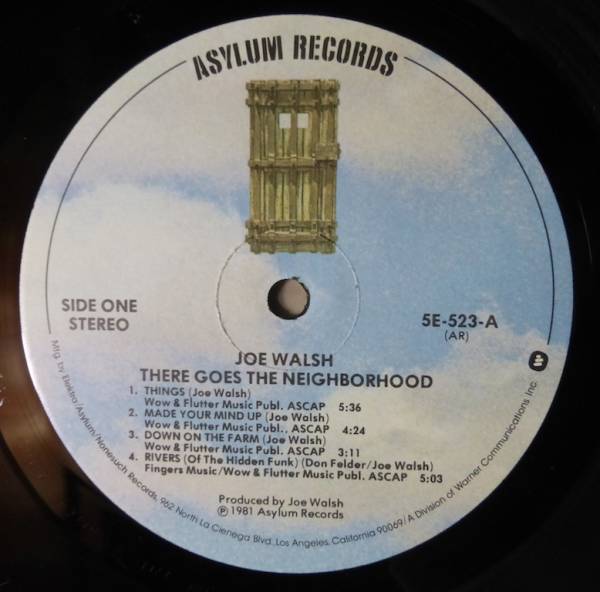 ASYLUM RECORDS
SIDE ONE
STEREO
5E-523-A
(AR)
JOE WALSH
THERE GOES THE NEIGHBORHOOD
1. THINGS (Joe Walsh)
Wow & Flutter Music Publ. ASCAP 5:36
2. MADE YOUR MIND UP (Joe Walsh)
Wow & Flutter Music Publ., ASCAP 4:24
3. DOWN ON THE FARM (Joe Walsh)
Wow & Flutter Music Publ. ASCAP 3:11
4. RIVERS (Of The Hidden Funk) (Don Felder/Joe Walsh)
Fingers Music/Wow & Flutter Music Publ. ASCAP 5:03
Produced by Joe Walsh
℗ 1981 Asylum Records
Mfg. by Elektra/Asylum/Nonesuch Records, 962 North La Cienega Blvd., Los Angeles, California 90069/A Division of Warner Communications Inc.